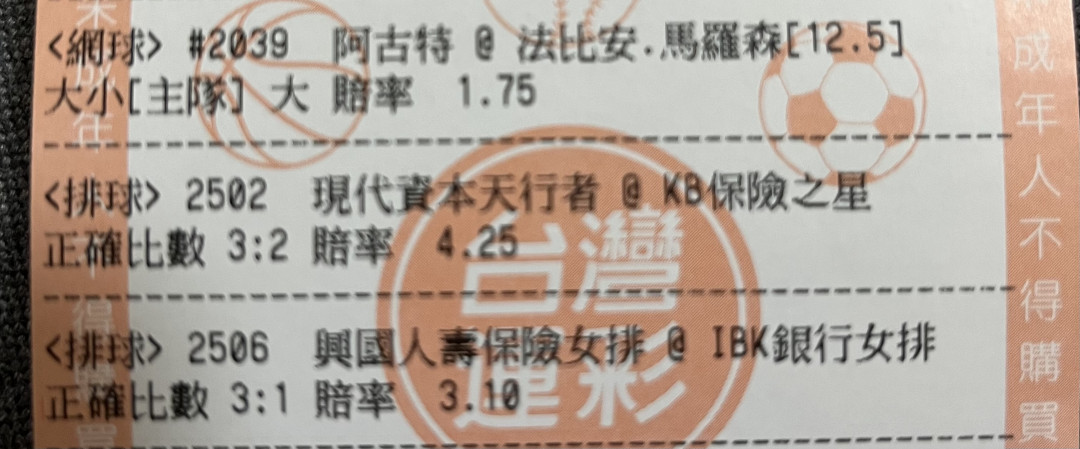 <網球> #2039 阿古特 @ 法比安.馬羅森[12.5]
大小[主隊] 大 賠率 1.75
<排球> 2502 現代資本天行者 @ KB保險之星
正確比數 3:2 賠率 4.25
<排球> 2506 興國人壽保險女排 @ IBK銀行女排
正確比數 3:1 賠率 3.10
台灣
運彩
成年人不得購買